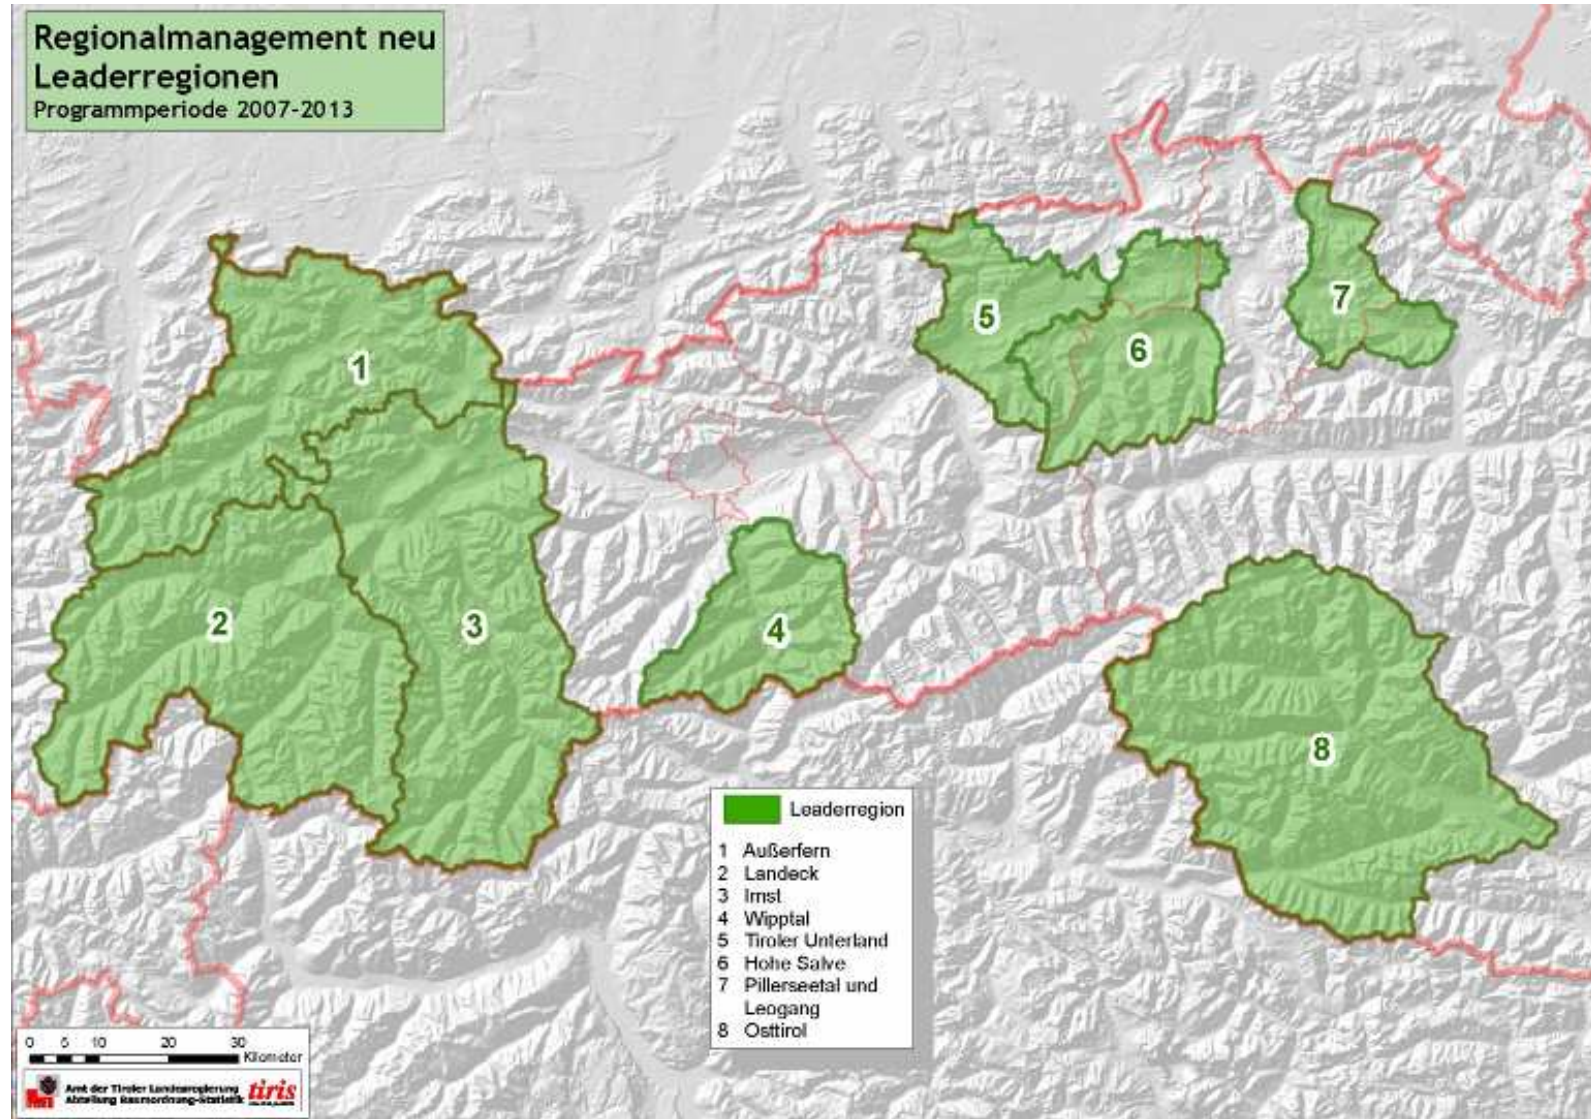 Regionalmanagement neu
Leaderregionen
Programmperiode 2007-2013
1
2
3
4
5
6
7
8
Leaderregion
1 Außerfern
2 Landeck
3 Imst
4 Wipptal
5 Tiroler Unterland
6 Hohe Salve
7 Pillerseetal und
Leogang
8 Osttirol
0 5 10 20 30
Kilometer
Amt der Tiroler Landesregierung
Abteilung Raumordnung-Statistik
tiris